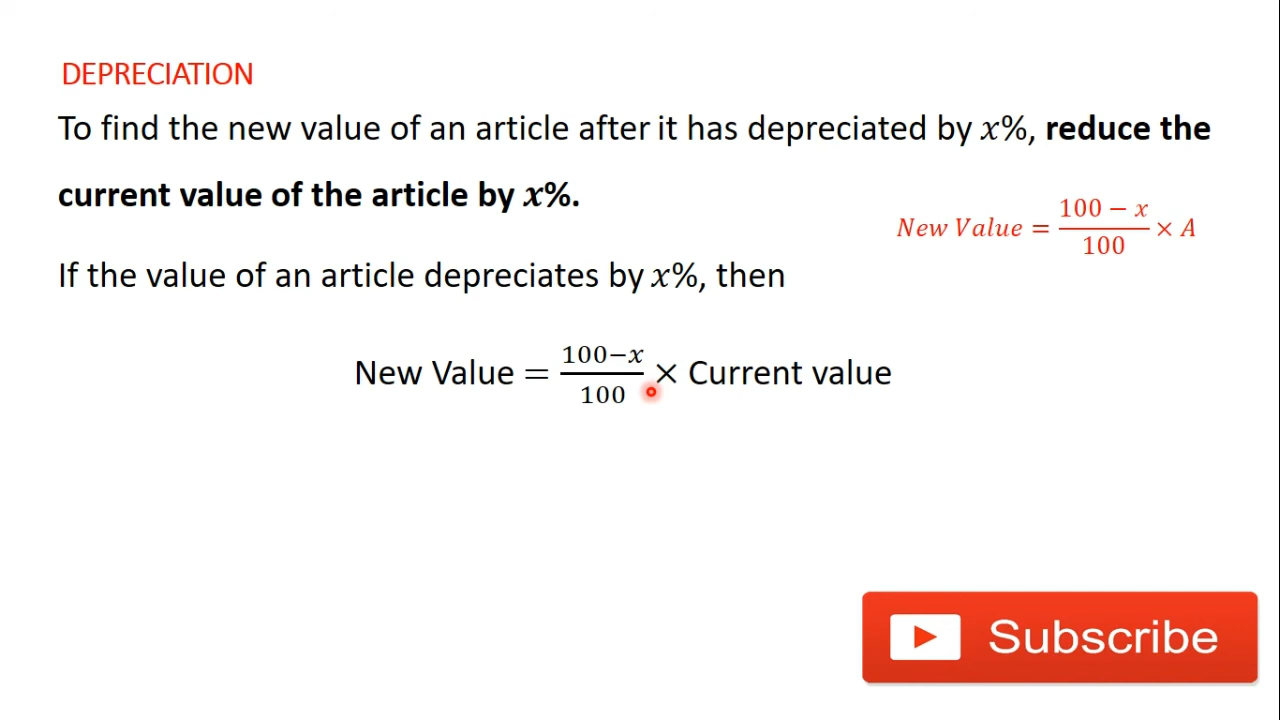 DEPRECIATION
To find the new value of an article after it has depreciated by 𝑥%, reduce the
current value of the article by 𝒙%.
𝑁𝑒𝑤 𝑉𝑎𝑙𝑢𝑒 = (100 − 𝑥)/100 × 𝐴
If the value of an article depreciates by 𝑥%, then
New Value = (100−𝑥)/100 × Current value
Subscribe